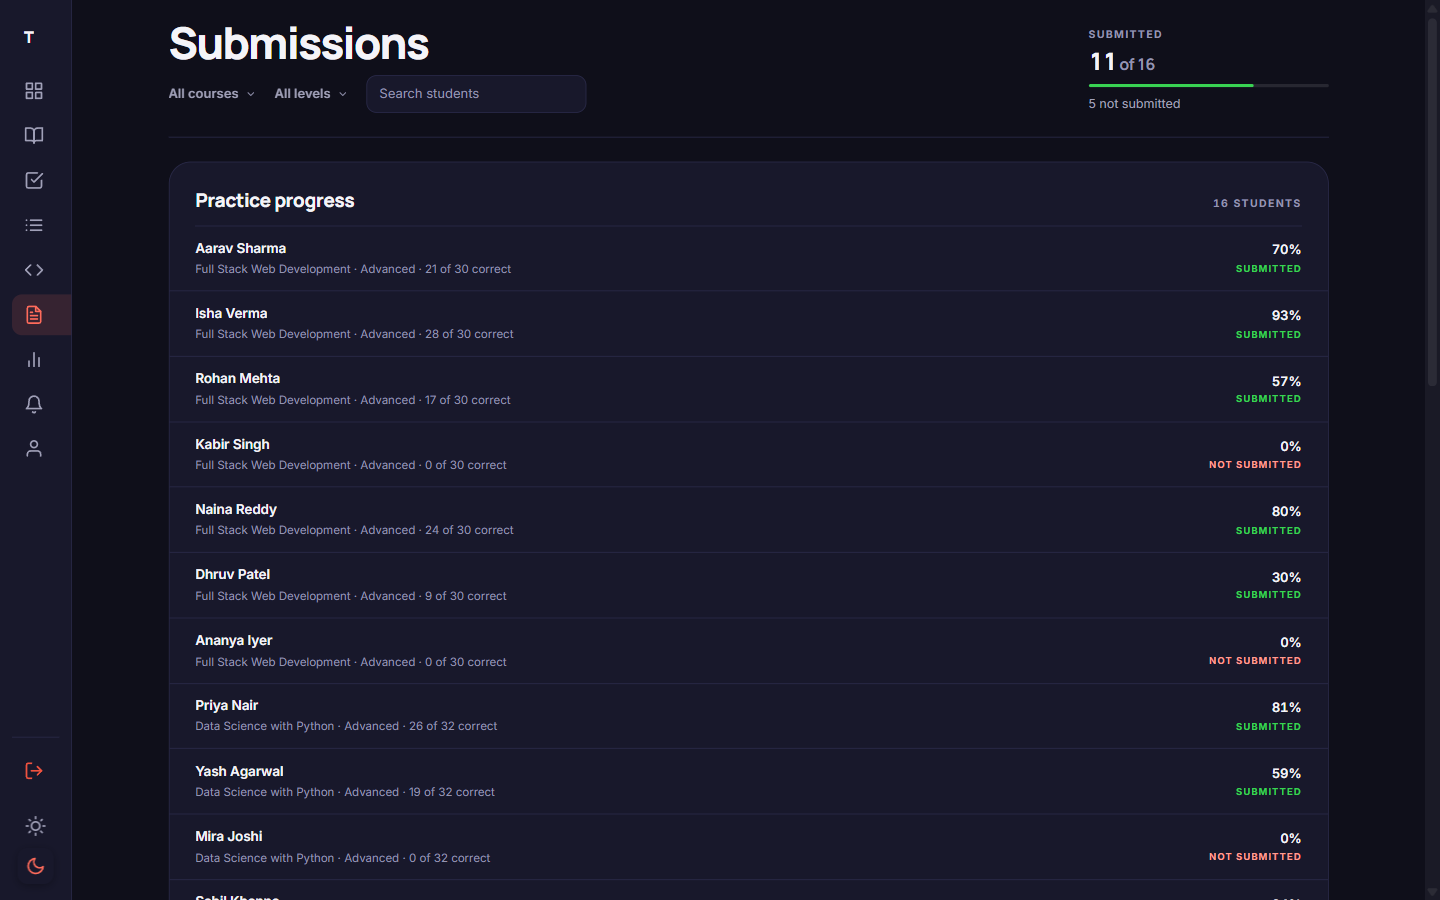 T
Submissions
All courses
All levels
Search students
SUBMITTED
11 of 16
5 not submitted
Practice progress
16 STUDENTS
Aarav Sharma
70%
Full Stack Web Development · Advanced · 21 of 30 correct
SUBMITTED
Isha Verma
93%
Full Stack Web Development · Advanced · 28 of 30 correct
SUBMITTED
Rohan Mehta
57%
Full Stack Web Development · Advanced · 17 of 30 correct
SUBMITTED
Kabir Singh
0%
Full Stack Web Development · Advanced · 0 of 30 correct
NOT SUBMITTED
Naina Reddy
80%
Full Stack Web Development · Advanced · 24 of 30 correct
SUBMITTED
Dhruv Patel
30%
Full Stack Web Development · Advanced · 9 of 30 correct
SUBMITTED
Ananya Iyer
0%
Full Stack Web Development · Advanced · 0 of 30 correct
NOT SUBMITTED
Priya Nair
81%
Data Science with Python · Advanced · 26 of 32 correct
SUBMITTED
Yash Agarwal
59%
Data Science with Python · Advanced · 19 of 32 correct
SUBMITTED
Mira Joshi
0%
Data Science with Python · Advanced · 0 of 32 correct
NOT SUBMITTED